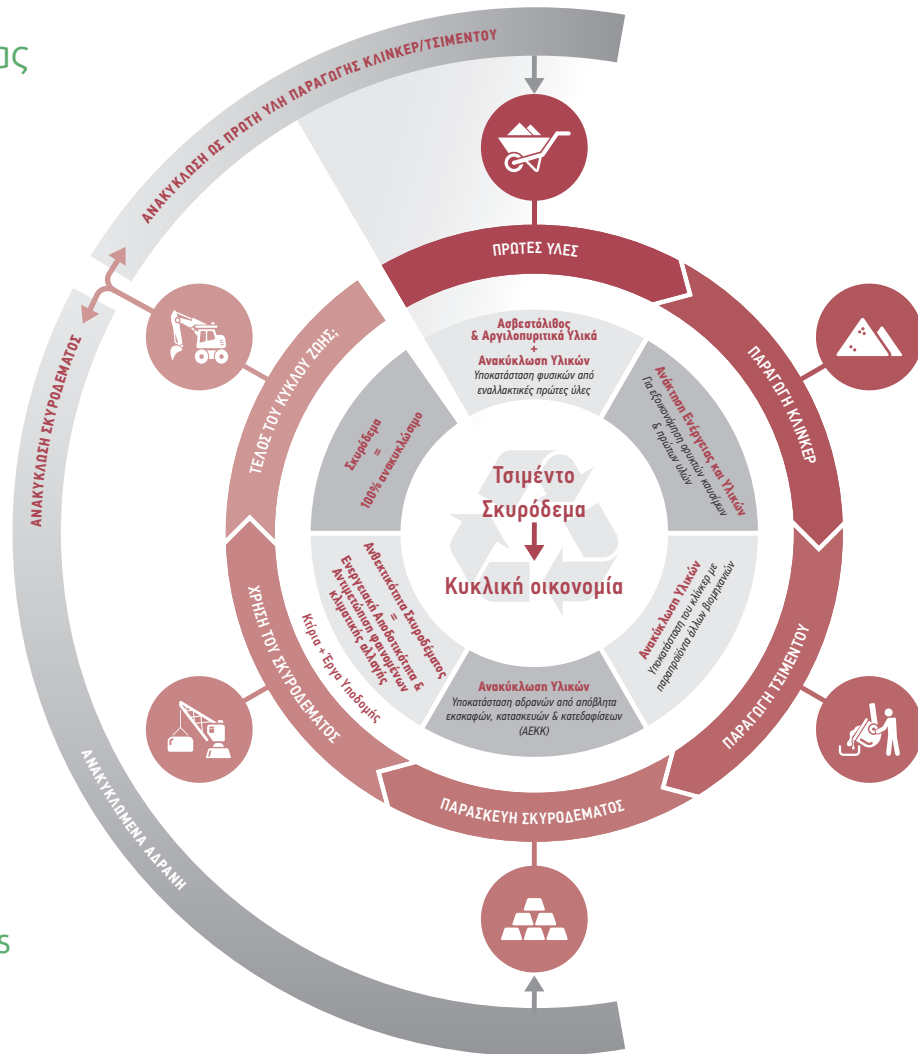 ας
ΑΝΑΚΥΚΛΩΣΗ ΩΣ ΠΡΩΤΗ ΥΛΗ ΠΑΡΑΓΩΓΗΣ ΚΛΙΝΚΕΡ/ΤΣΙΜΕΝΤΟΥ
ΠΡΩΤΕΣ ΥΛΕΣ
Ασβεστόλιθος
& Αργιλοπυριτικά Υλικά
+
Ανακύκλωση Υλικών
Υποκατάσταση φυσικών από
εναλλακτικές πρώτες ύλες
ΠΑΡΑΓΩΓΗ ΚΛΙΝΚΕΡ
Ανάκτηση Ενέργειας και Υλικών
Για εξοικονόμηση ορυκτών καυσίμων
& πρώτων υλών
ΠΑΡΑΓΩΓΗ ΤΣΙΜΕΝΤΟΥ
Ανακύκλωση Υλικών
Υποκατάσταση του κλίνκερ με
παραπροϊόντα άλλων βιομηχανιών
ΠΑΡΑΣΚΕΥΗ ΣΚΥΡΟΔΕΜΑΤΟΣ
Ανακύκλωση Υλικών
Υποκατάσταση αδρανών από απόβλητα
εκσκαφών, κατασκευών & κατεδαφίσεων
(ΑΕΚΚ)
ΧΡΗΣΗ ΤΟΥ ΣΚΥΡΟΔΕΜΑΤΟΣ
Κτίρια + Έργα Υποδομής
Ανθεκτικότητα Σκυροδέματος
=
Ενεργειακή Αποδοτικότητα &
Αντιμετώπιση φαινομένων
κλιματικής αλλαγής
ΤΕΛΟΣ ΤΟΥ ΚΥΚΛΟΥ ΖΩΗΣ;
Σκυρόδεμα
=
100% ανακυκλώσιμο
Τσιμέντο
Σκυρόδεμα
Κυκλική οικονομία
ΑΝΑΚΥΚΛΩΣΗ ΣΚΥΡΟΔΕΜΑΤΟΣ
ΑΝΑΚΥΚΛΩΜΕΝΑ ΑΔΡΑΝΗ
s